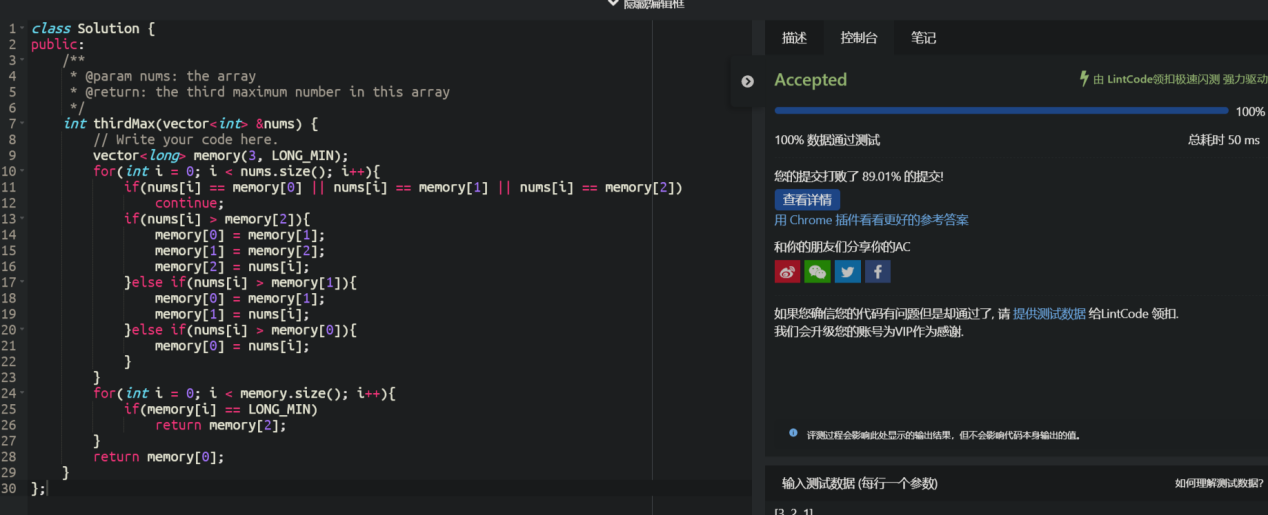 隐藏编辑框
1 class Solution {
2 public:
3 /**
4 * @param nums: the array
5 * @return: the third maximum number in this array
6 */
7 int thirdMax(vector<int> &nums) {
8 // Write your code here.
9 vector<long> memory(3, LONG_MIN);
10 for(int i = 0; i < nums.size(); i++){
11 if(nums[i] == memory[0] || nums[i] == memory[1] || nums[i] == memory[2])
12 continue;
13 if(nums[i] > memory[2]){
14 memory[0] = memory[1];
15 memory[1] = memory[2];
16 memory[2] = nums[i];
17 }else if(nums[i] > memory[1]){
18 memory[0] = memory[1];
19 memory[1] = nums[i];
20 }else if(nums[i] > memory[0]){
21 memory[0] = nums[i];
22 }
23 }
24 for(int i = 0; i < memory.size(); i++){
25 if(memory[i] == LONG_MIN)
26 return memory[2];
27 }
28 return memory[0];
29 }
30 };
描述 控制台 笔记
Accepted 由 LintCode领扣极速闪测 强力驱动
100%
100% 数据通过测试 总耗时 50 ms
您的提交打败了 89.01% 的提交!
查看详情
用 Chrome 插件看看更好的参考答案
和你的朋友们分享你的AC
如果您确信您的代码有问题但是却通过了, 请 提供测试数据 给LintCode 领扣.
我们会升级您的账号为VIP作为感谢.
评测过程会影响此处显示的输出结果，但不会影响代码本身输出的值。
输入测试数据 (每行一个参数) 如何理解测试数据?
[3, 2, 1]